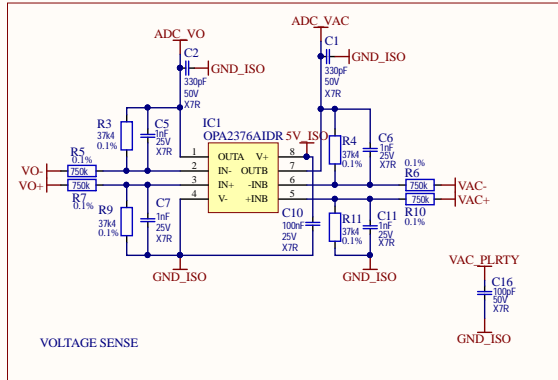 ADC_VO
ADC_VAC
C2
GND_ISO
330pF
50V
X7R
C1
GND_ISO
330pF
50V
X7R
R3
37k4
0.1%
C5
1nF
25V
X7R
IC1
OPA2376AIDR
5V_ISO
R4
37k4
0.1%
C6
1nF
25V
X7R
1
2
3
4
OUTA
IN-
IN+
V-
V+
OUTB
-INB
+INB
8
7
6
5
R5
0.1%
VO-
750k
VO+
750k
R7
0.1%
0.1%
R6
750k
VAC-
750k
VAC+
R10
0.1%
R9
37k4
0.1%
C7
1nF
25V
X7R
C10
100nF
25V
X7R
R11
37k4
0.1%
C11
1nF
25V
X7R
GND_ISO
GND_ISO
VAC_PLRTY
C16
100pF
50V
X7R
GND_ISO
VOLTAGE SENSE